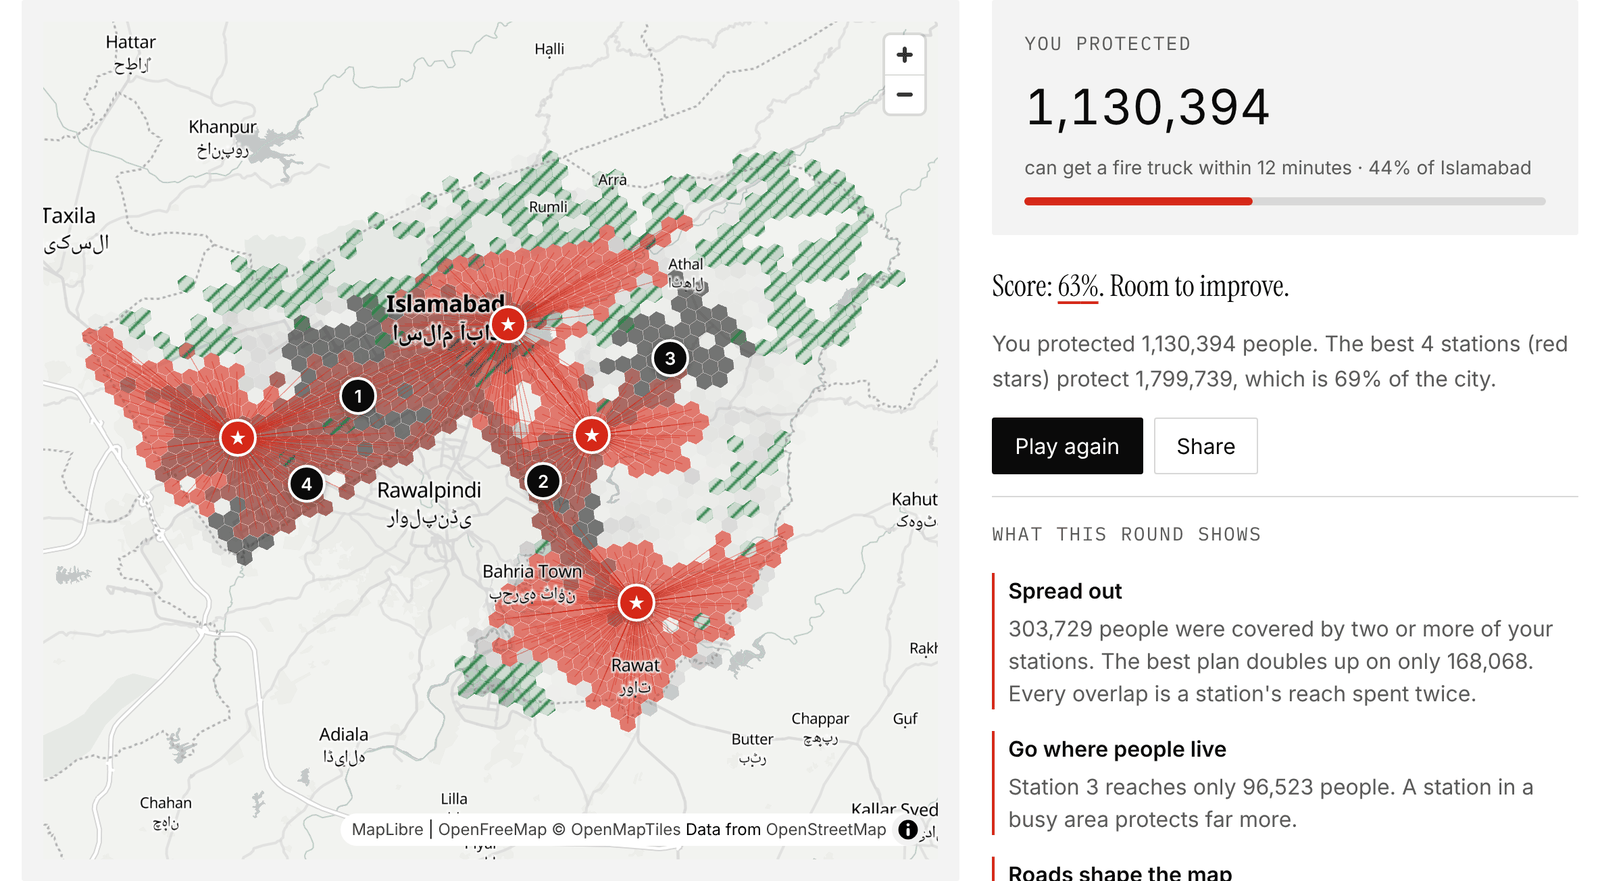 Hattar
Halli
Khanpur
Arra
Rumli
Taxila
Athal
Islamabad
1
3
2
4
Rawalpindi
Kahut
Bahria Town
Rawat
Rakh
Adiala
Chappar
Guf
Butter
Chahan
Lilla
Kallar Syed
MapLibre | OpenFreeMap © OpenMapTiles Data from OpenStreetMap
YOU PROTECTED
1,130,394
can get a fire truck within 12 minutes · 44% of Islamabad
Score: 63%. Room to improve.
You protected 1,130,394 people. The best 4 stations (red
stars) protect 1,799,739, which is 69% of the city.
Play again
Share
WHAT THIS ROUND SHOWS
Spread out
303,729 people were covered by two or more of your
stations. The best plan doubles up on only 168,068.
Every overlap is a station's reach spent twice.
Go where people live
Station 3 reaches only 96,523 people. A station in a
busy area protects far more.
Roads shape the map